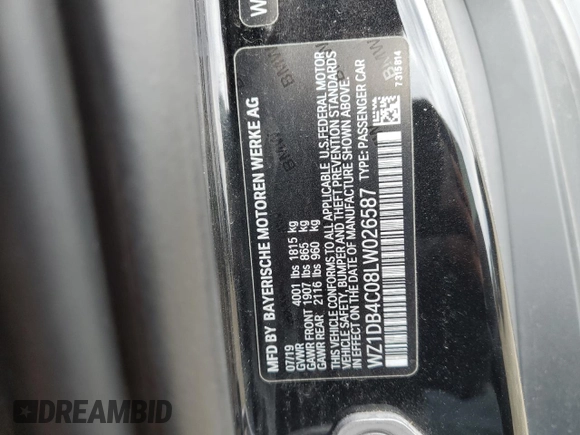 W
MFD BY BAYERISCHE MOTOREN WERKE AG
07/19
GVWR 4001 lbs 1815 kg
GAWR FRONT 1907 lbs 865 kg
GAWR REAR 2116 lbs 960 kg
THIS VEHICLE CONFORMS TO ALL APPLICABLE U.S.FEDERAL MOTOR
VEHICLE SAFETY, BUMPER AND THEFT PREVENTION STANDARDS
IN EFFECT ON THE DATE OF MANUFACTURE SHOWN ABOVE.
WZ1DB4C08LW026587 TYPE: PASSENGER CAR
7 315 814
BMW
BMW
DREAMBID